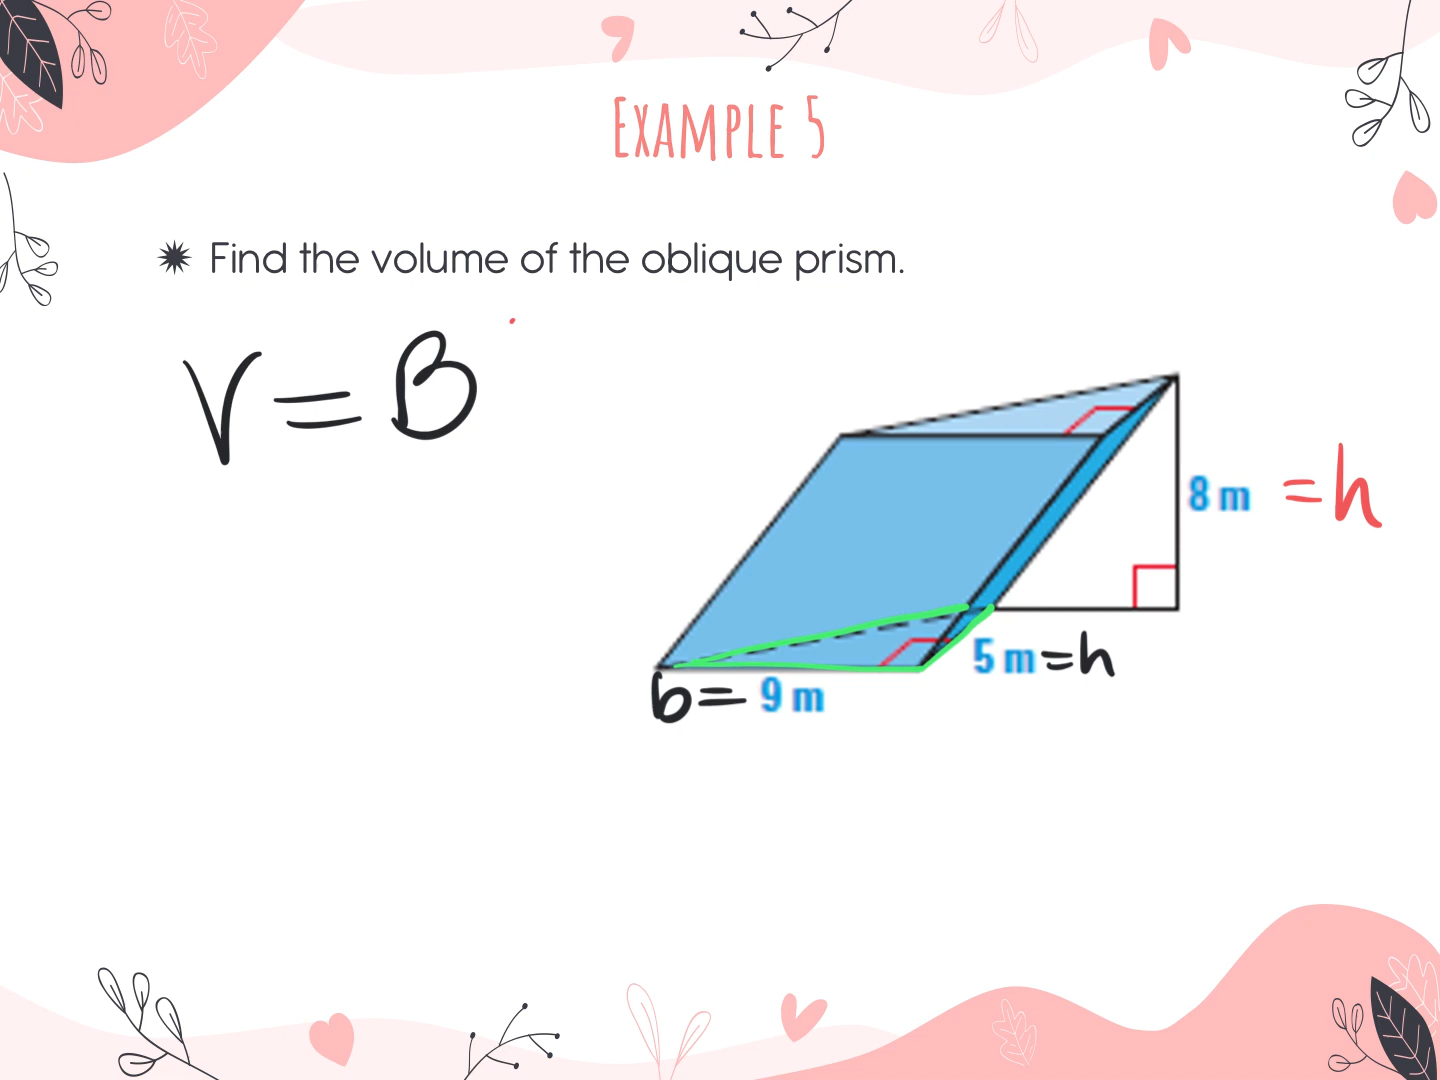 EXAMPLE 5
Find the volume of the oblique prism.
V = B
8 m = h
5 m = h
b = 9 m